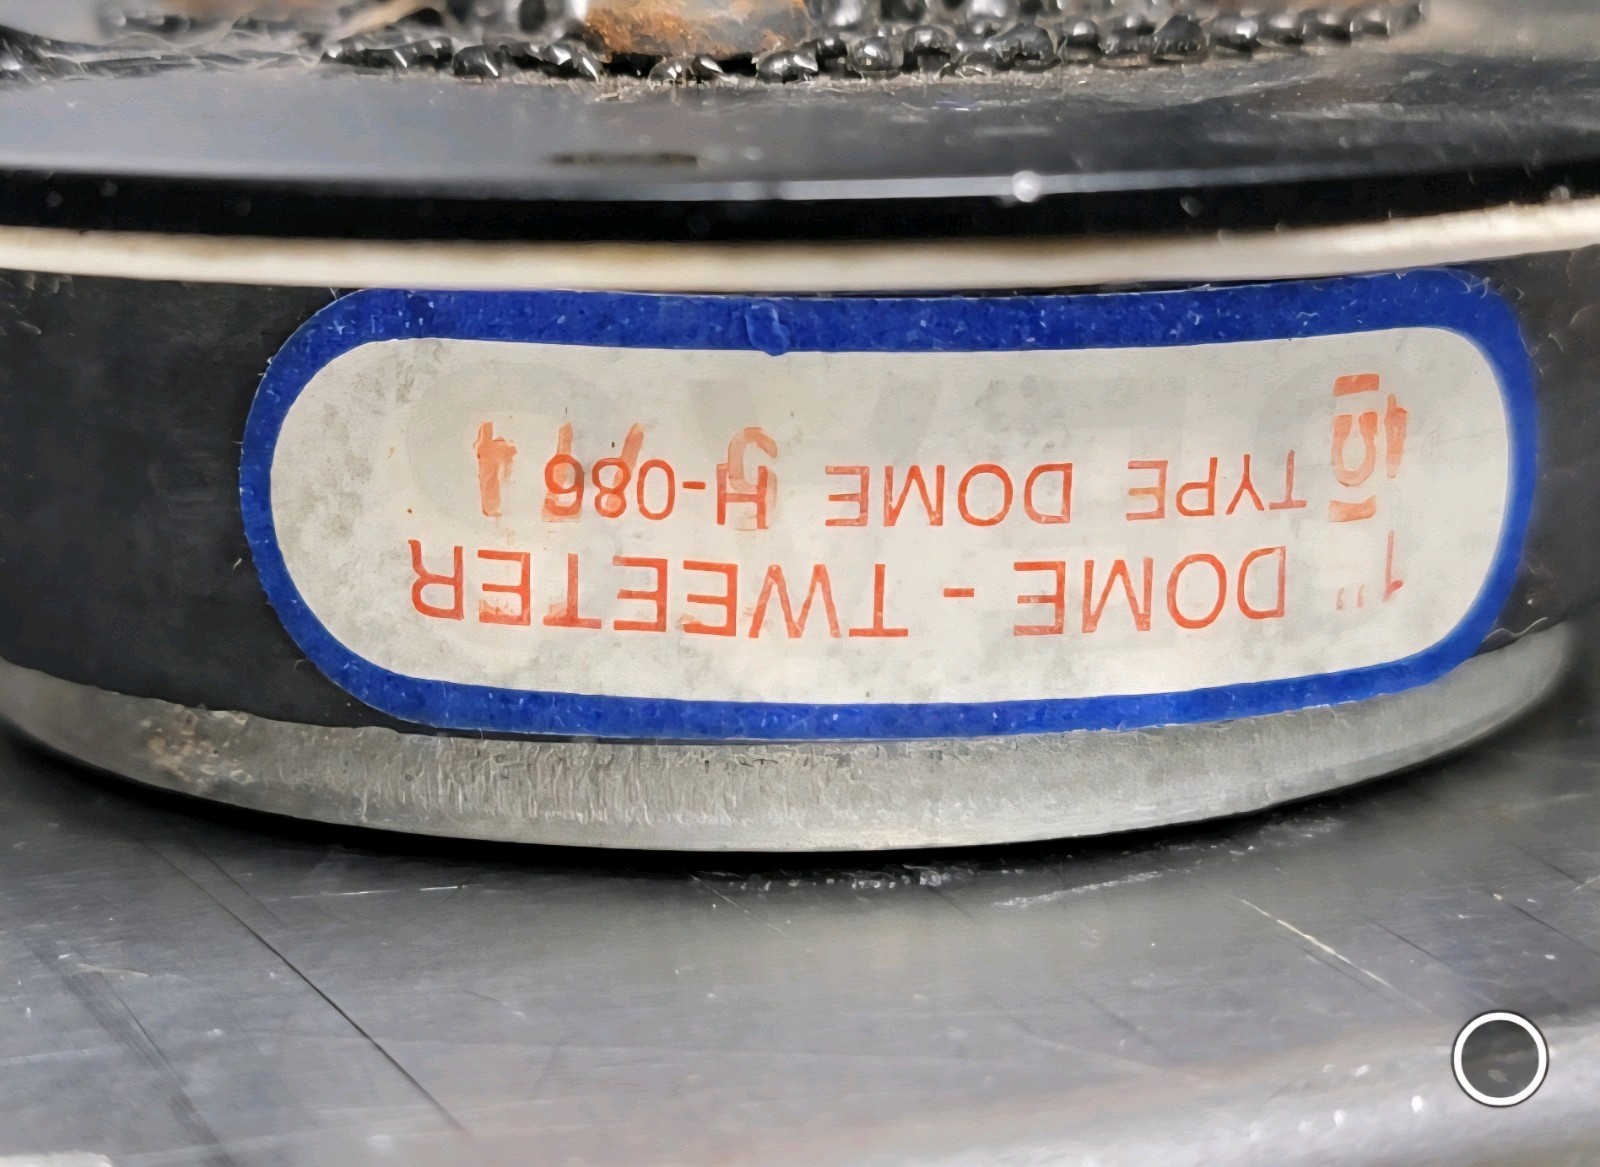 1" DOME - TWEETER
TYPE DOME H-086